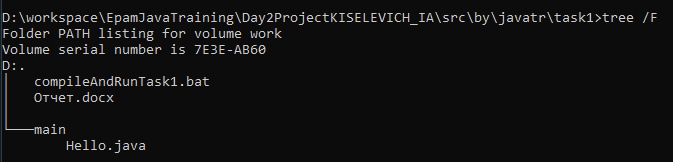 D:\workspace\EpamJavaTraining\Day2ProjectKISELEVICH_IA\src\by\javatr\task1>tree /F
Folder PATH listing for volume work
Volume serial number is 7E3E-AB60
D:.
│   compileAndRunTask1.bat
│   Отчет.docx
│
└───main
        Hello.java